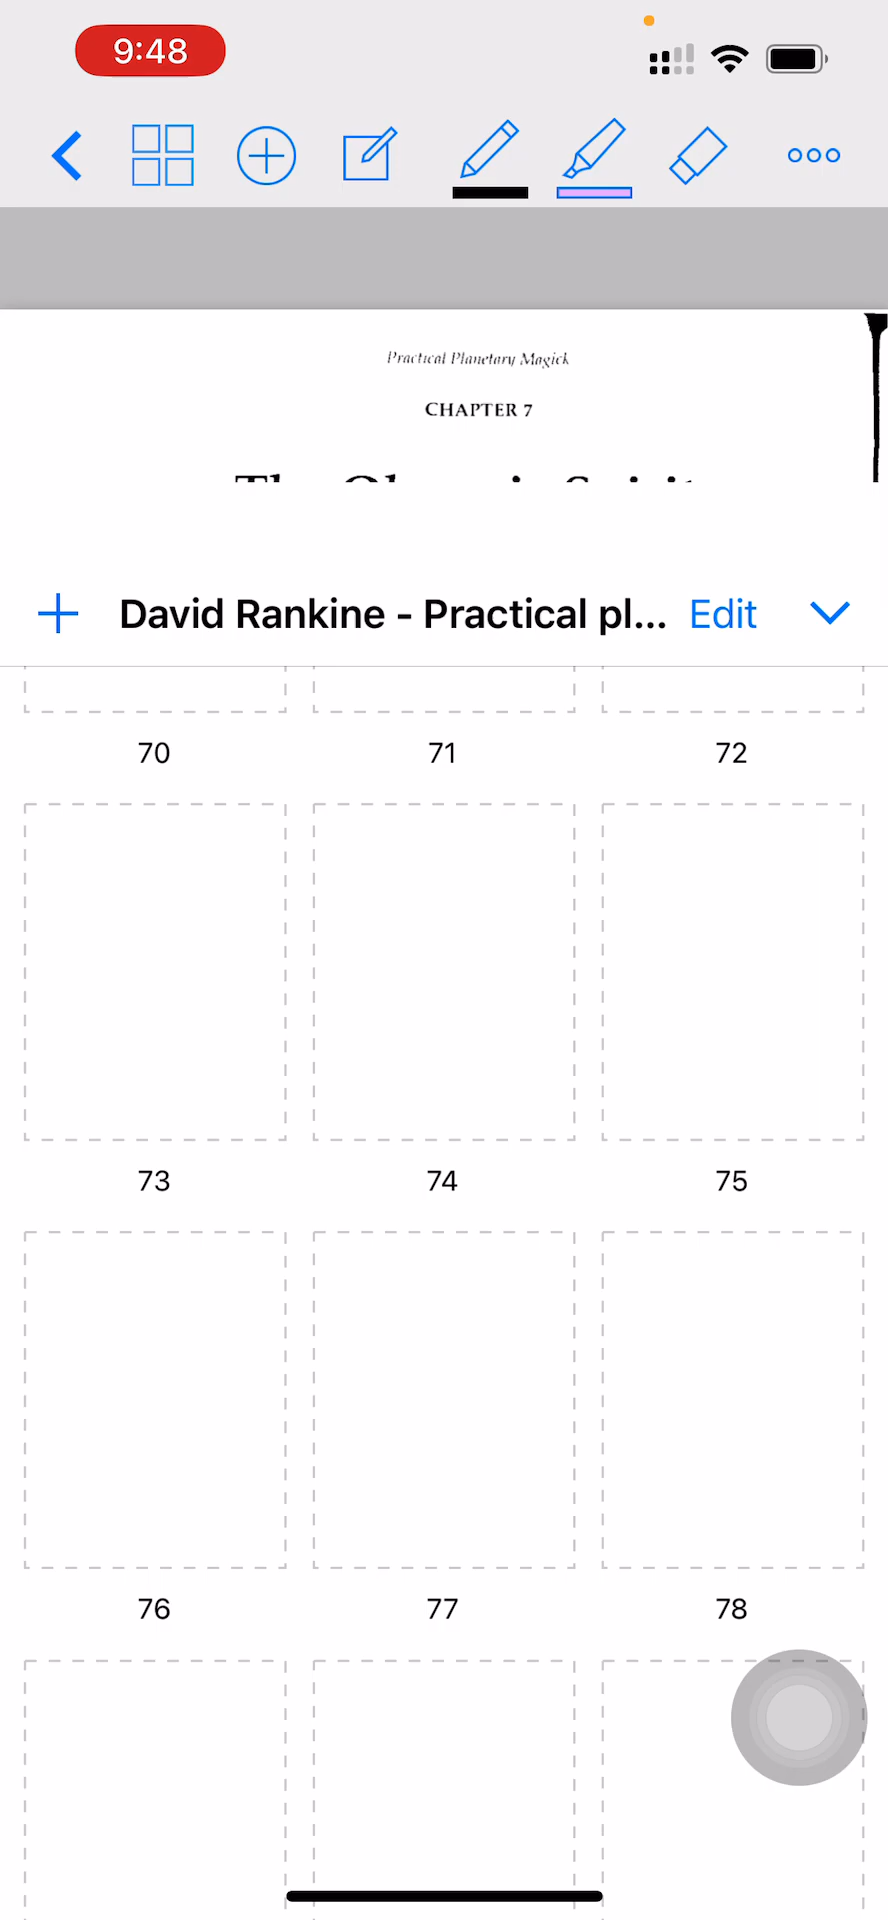 9:48
Practical Planetary Magick
CHAPTER 7
David Rankine - Practical pl...
Edit
70 71 72
73 74 75
76 77 78